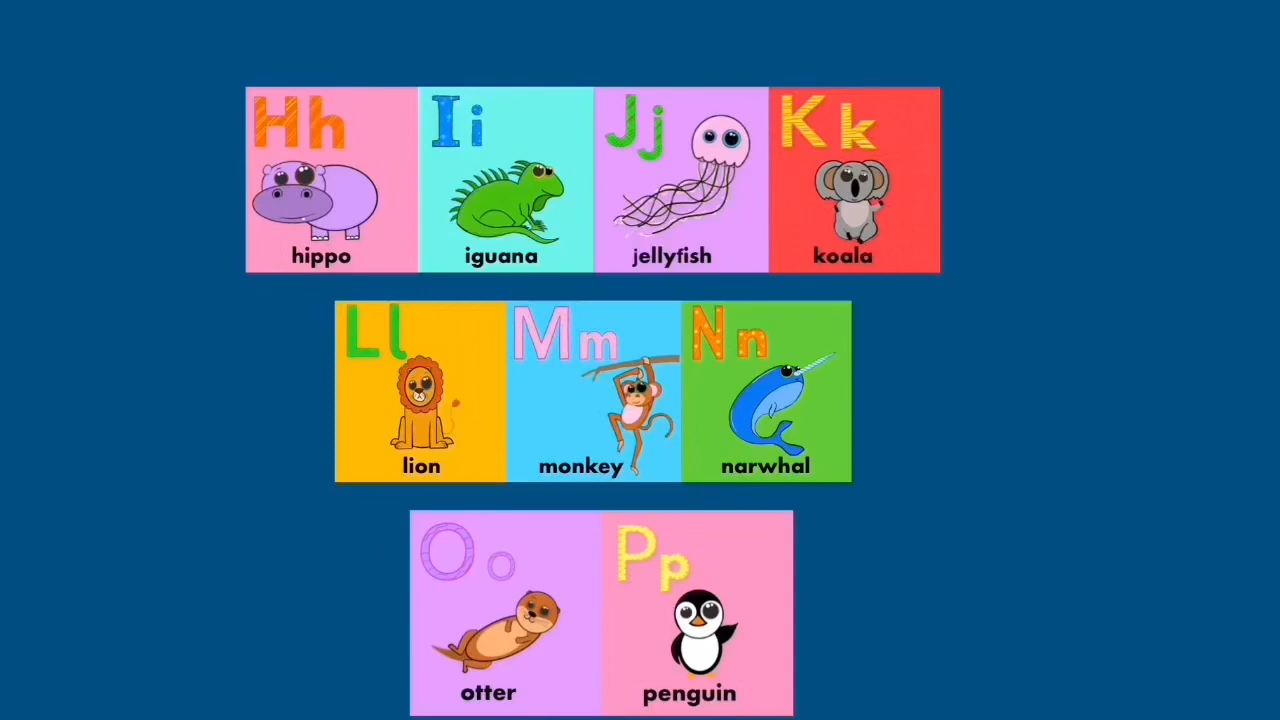 Hh Ii Jj Kk
hippo iguana jellyfish koala
Ll Mm Nn
lion monkey narwhal
Oo Pp
otter penguin